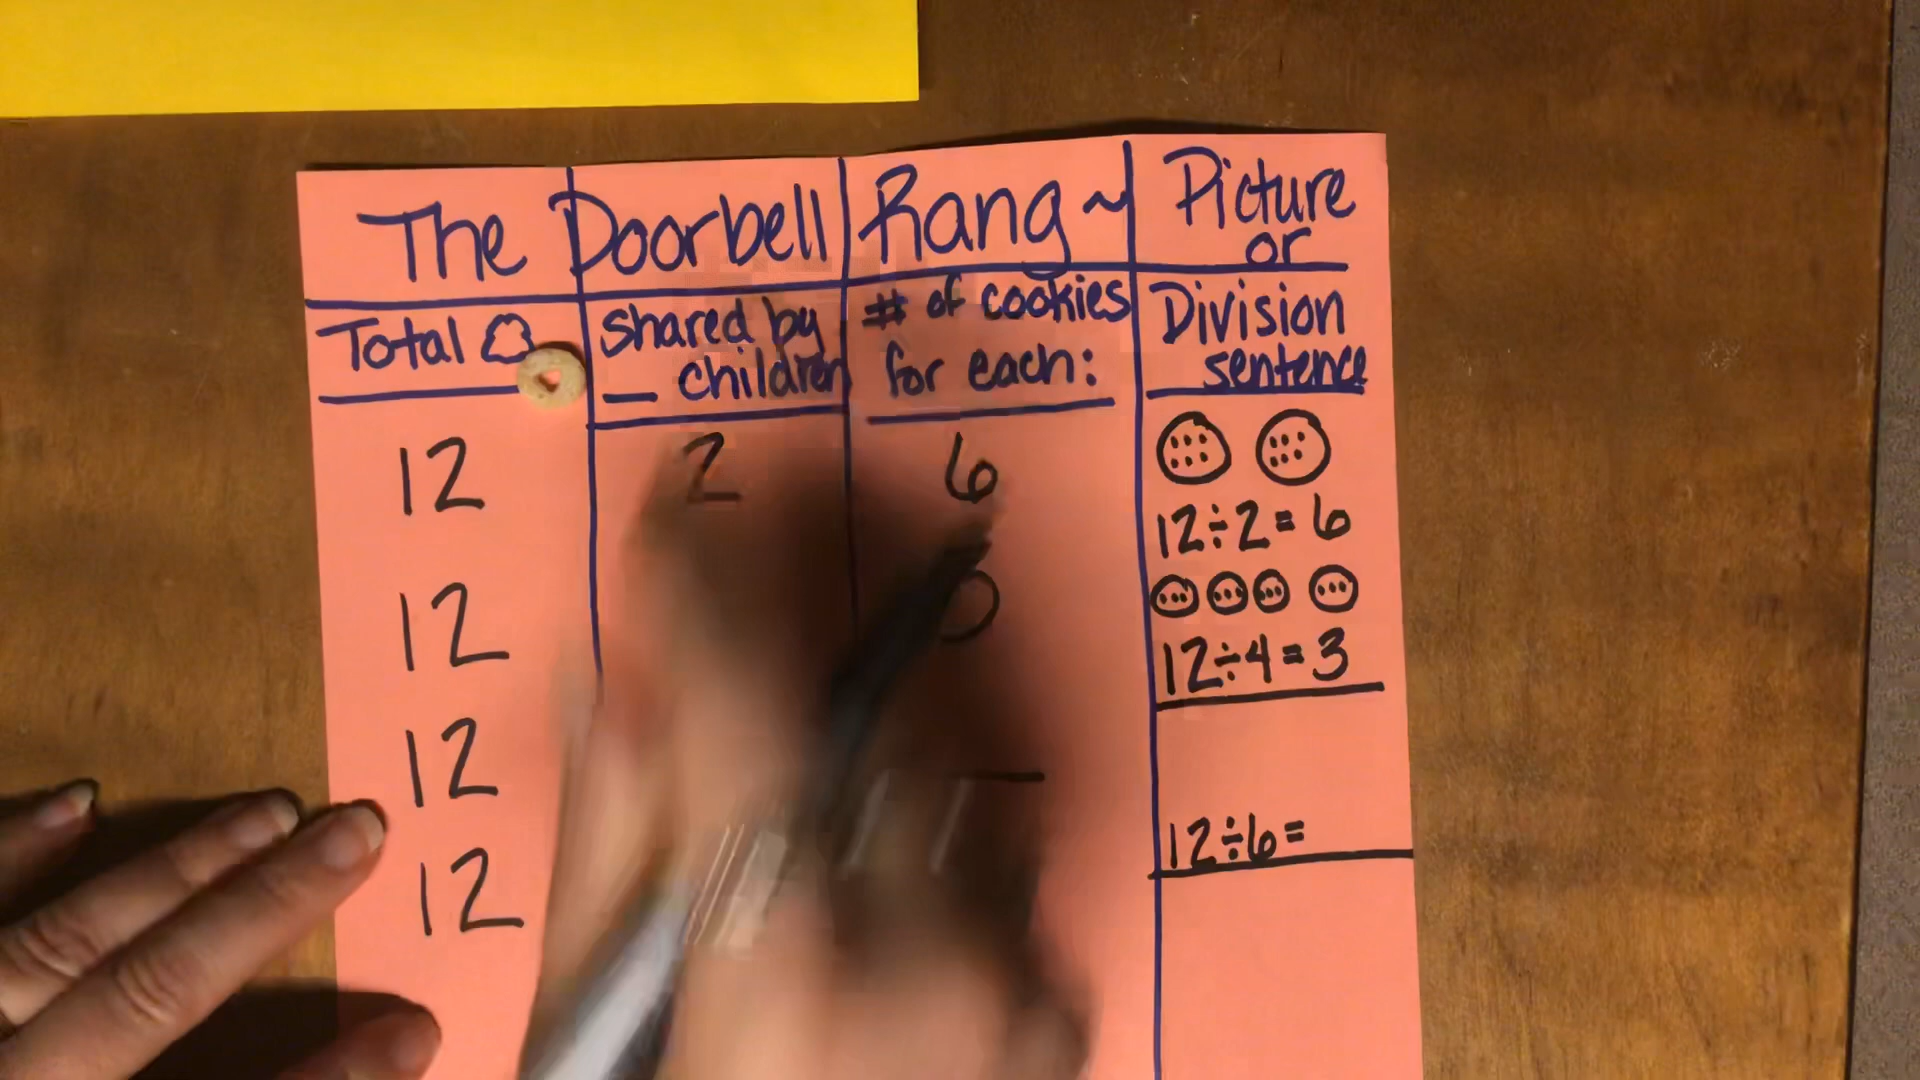 The Doorbell Rang ~
Picture
or
Division
sentence
Total
shared by
__ children
# of cookies
for each:
12 2 6
12÷2=6
12
12÷4=3
12
12÷6=
12